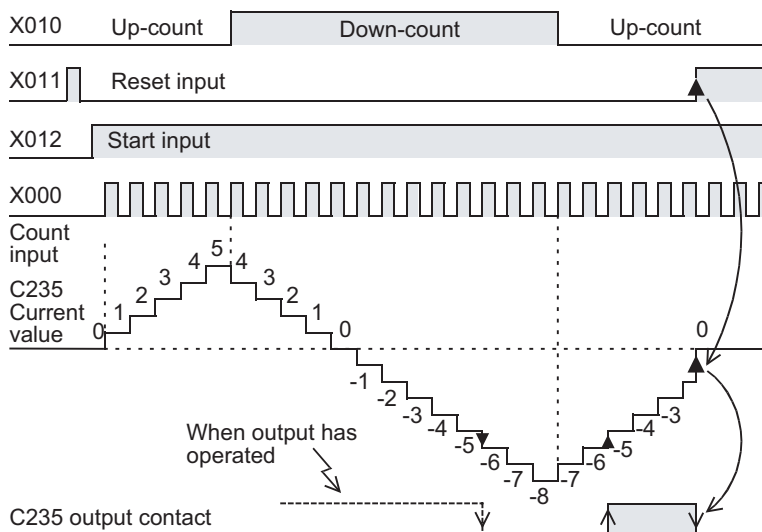 X010 Up-count Down-count Up-count
X011 Reset input
X012 Start input
X000
Count
input
C235
Current
value
0 1 2 3 4 5 4 3 2 1 0
-1 -2 -3 -4 -5 -6 -7 -8 -7 -6 -5 -4 -3 0
When output has
operated
C235 output contact